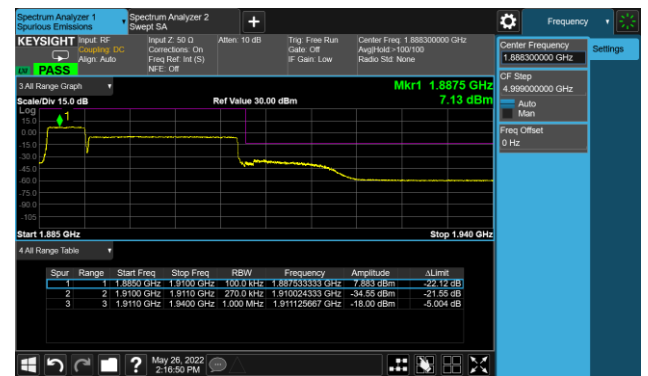 Spectrum Analyzer 1
Spurious Emissions
Spectrum Analyzer 2
Swept SA
Frequency
KEYSIGHT
Input: RF
Coupling: DC
Align: Auto
Input Z: 50 Ω
Corrections: On
Freq Ref: Int (S)
NFE: Off
Atten: 10 dB
Trig: Free Run
Gate: Off
IF Gain: Low
Center Freq: 1.888300000 GHz
Avg|Hold:>100/100
Radio Std: None
PASS
Center Frequency
1.888300000 GHz
Settings
CF Step
4.999000000 GHz
Auto
Man
Freq Offset
0 Hz
3 All Range Graph
Mkr1 1.8875 GHz
Scale/Div 15.0 dB
Ref Value 30.00 dBm
7.13 dBm
Log
1
15.0
0.00
-15.0
-30.0
-45.0
-60.0
-75.0
-90.0
-105
Start 1.885 GHz
Stop 1.940 GHz
4 All Range Table
Spur Range Start Freq Stop Freq RBW Frequency Amplitude ΔLimit
1 1 1.8850 GHz 1.9100 GHz 100.0 kHz 1.887533333 GHz 7.883 dBm -22.12 dB
2 2 1.9100 GHz 1.9110 GHz 270.0 kHz 1.910024333 GHz -34.55 dBm -21.55 dB
3 3 1.9110 GHz 1.9400 GHz 1.000 MHz 1.911125667 GHz -18.00 dBm -5.004 dB
May 26, 2022
2:16:50 PM